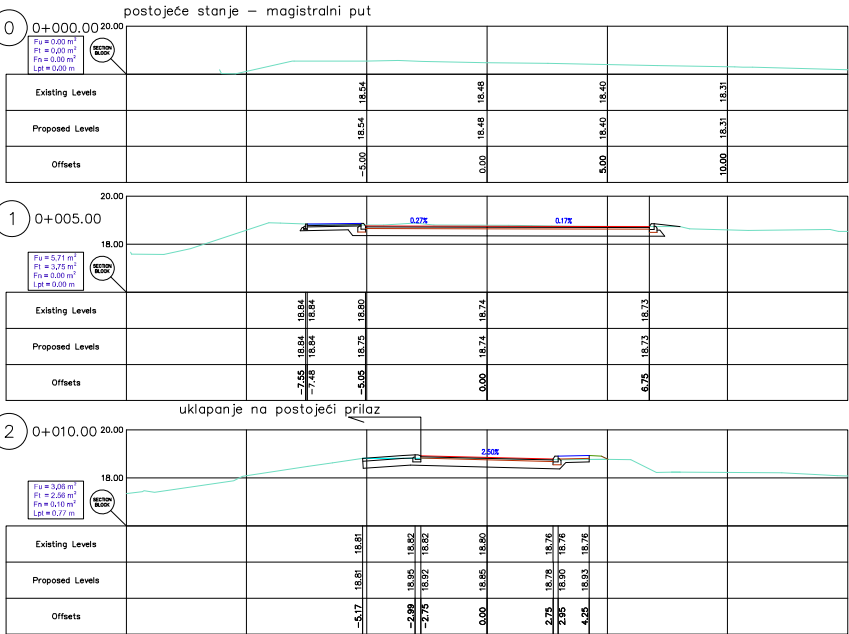 postojeće stanje – magistralni put
0 0+000.00 20.00
Fu = 0.00 m²
Ft = 0.00 m²
Fn = 0.00 m²
Lpt = 0.00 m
SECTION BLOCK
Existing Levels 18.54 18.48 18.40 18.31
Proposed Levels 18.54 18.48 18.40 18.31
Offsets -5.00 0.00 5.00 10.00
1 0+005.00 20.00
18.00
0.27% 0.17%
Fu = 5.71 m²
Ft = 3.75 m²
Fn = 0.00 m²
Lpt = 0.00 m
SECTION BLOCK
Existing Levels 18.84 18.84 18.80 18.74 18.73
Proposed Levels 18.84 18.84 18.75 18.74 18.73
Offsets -7.55 -7.48 -5.05 0.00 6.75
uklapanje na postojeći prilaz
2 0+010.00 20.00
18.00
2.50%
Fu = 3.06 m²
Ft = 2.56 m²
Fn = 0.10 m²
Lpt = 0.77 m
SECTION BLOCK
Existing Levels 18.81 18.82 18.82 18.80 18.76 18.76 18.76
Proposed Levels 18.81 18.95 18.92 18.85 18.78 18.90 18.93
Offsets -5.17 -2.99 -2.75 0.00 2.75 2.95 4.25